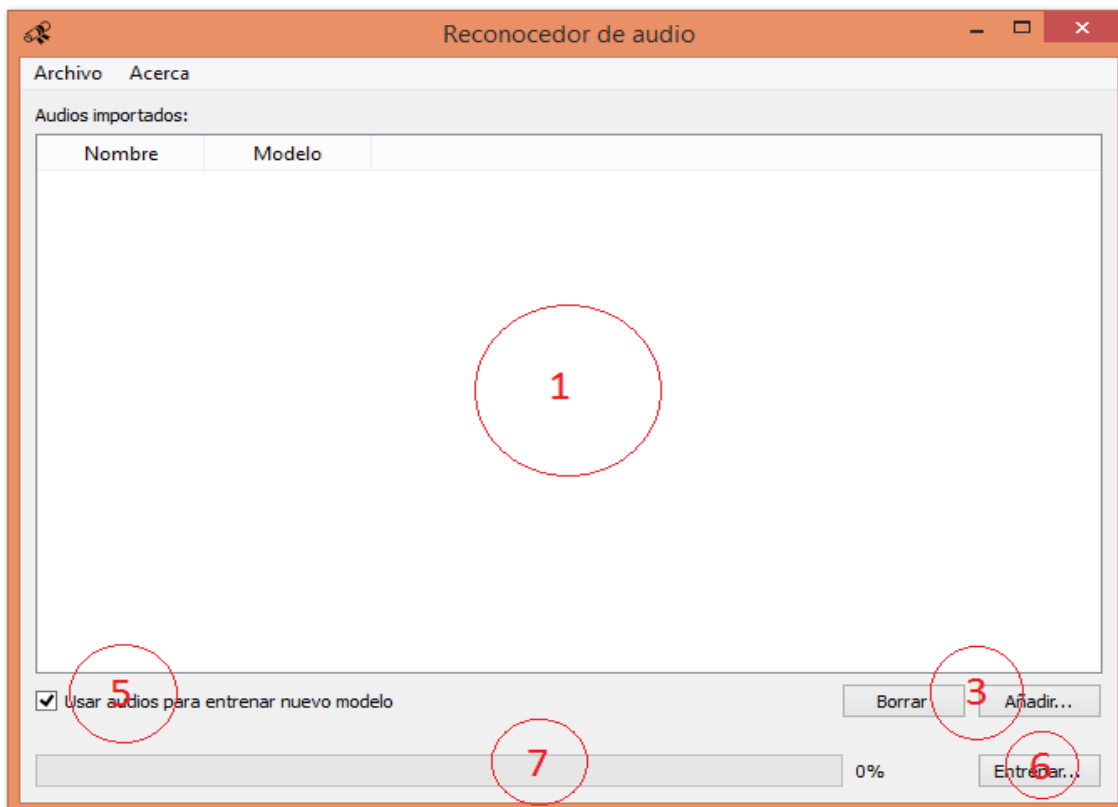 Reconocedor de audio
Archivo Acerca
Audios importados:
Nombre Modelo
1
5
Usar audios para entrenar nuevo modelo
Borrar
3
Añadir...
7
0%
Entrenar...
6